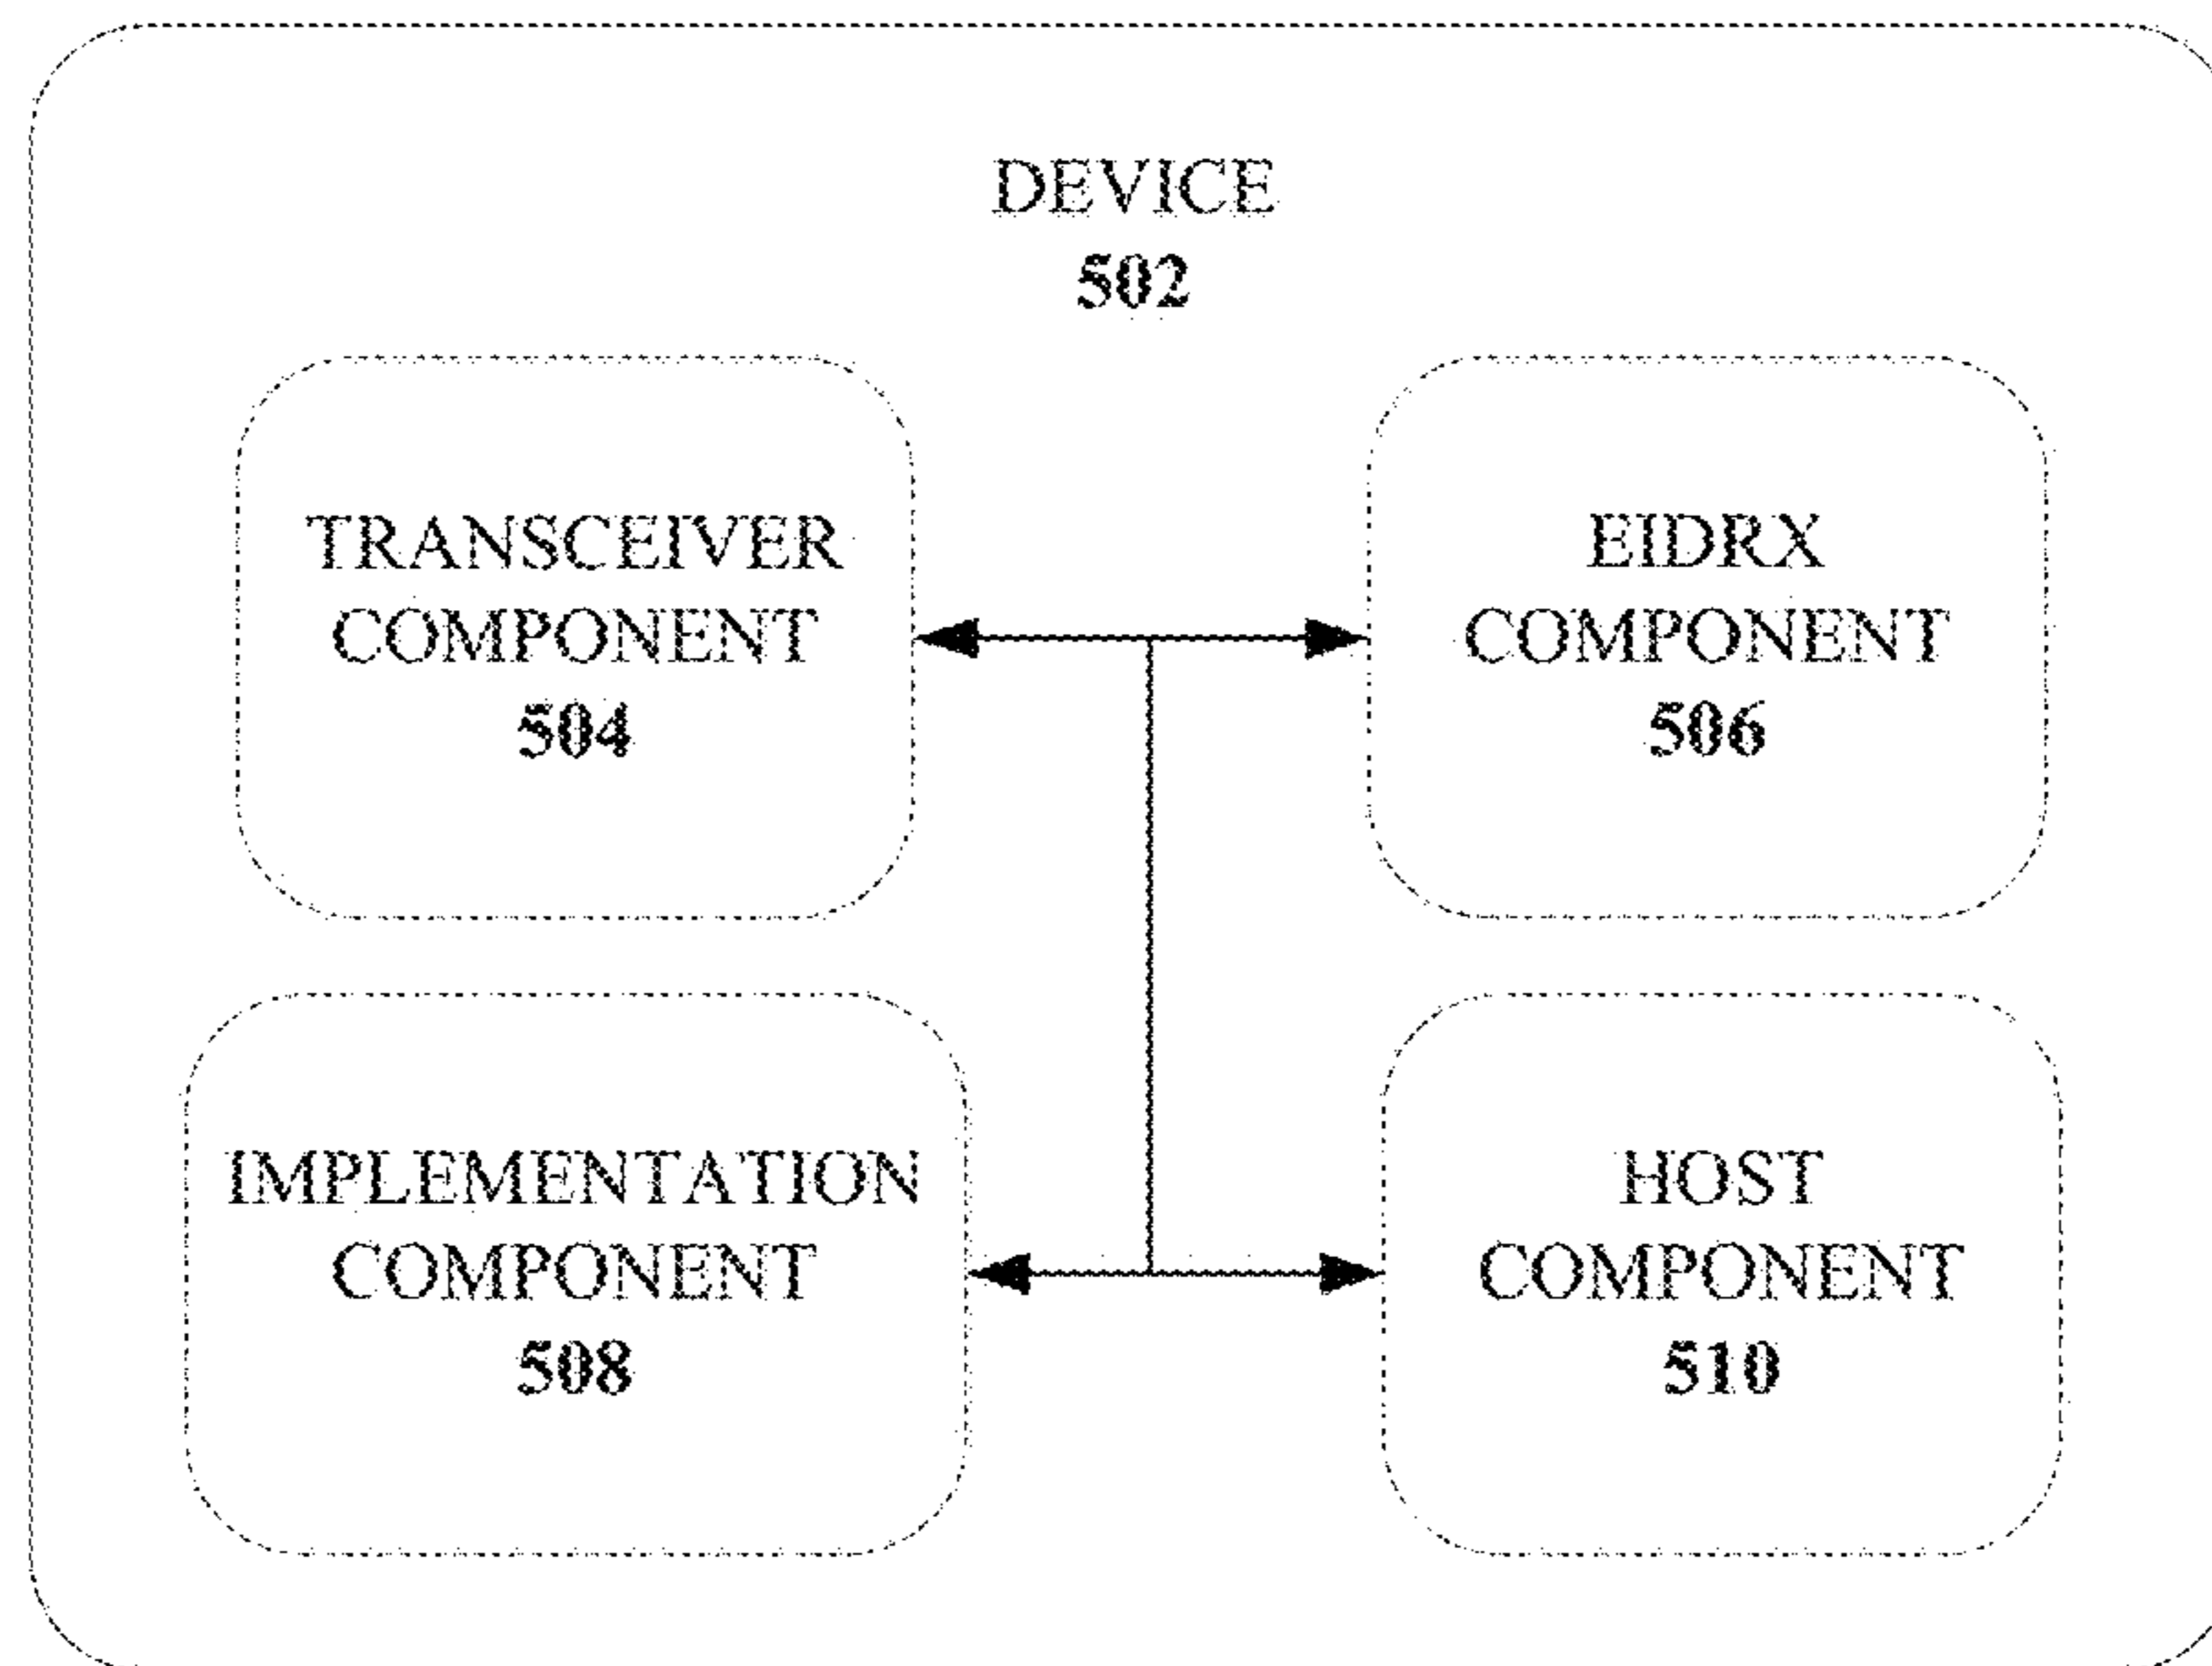 DEVICE
502
TRANSCEIVER
COMPONENT
504
EIDRX
COMPONENT
506
IMPLEMENTATION
COMPONENT
508
HOST
COMPONENT
510